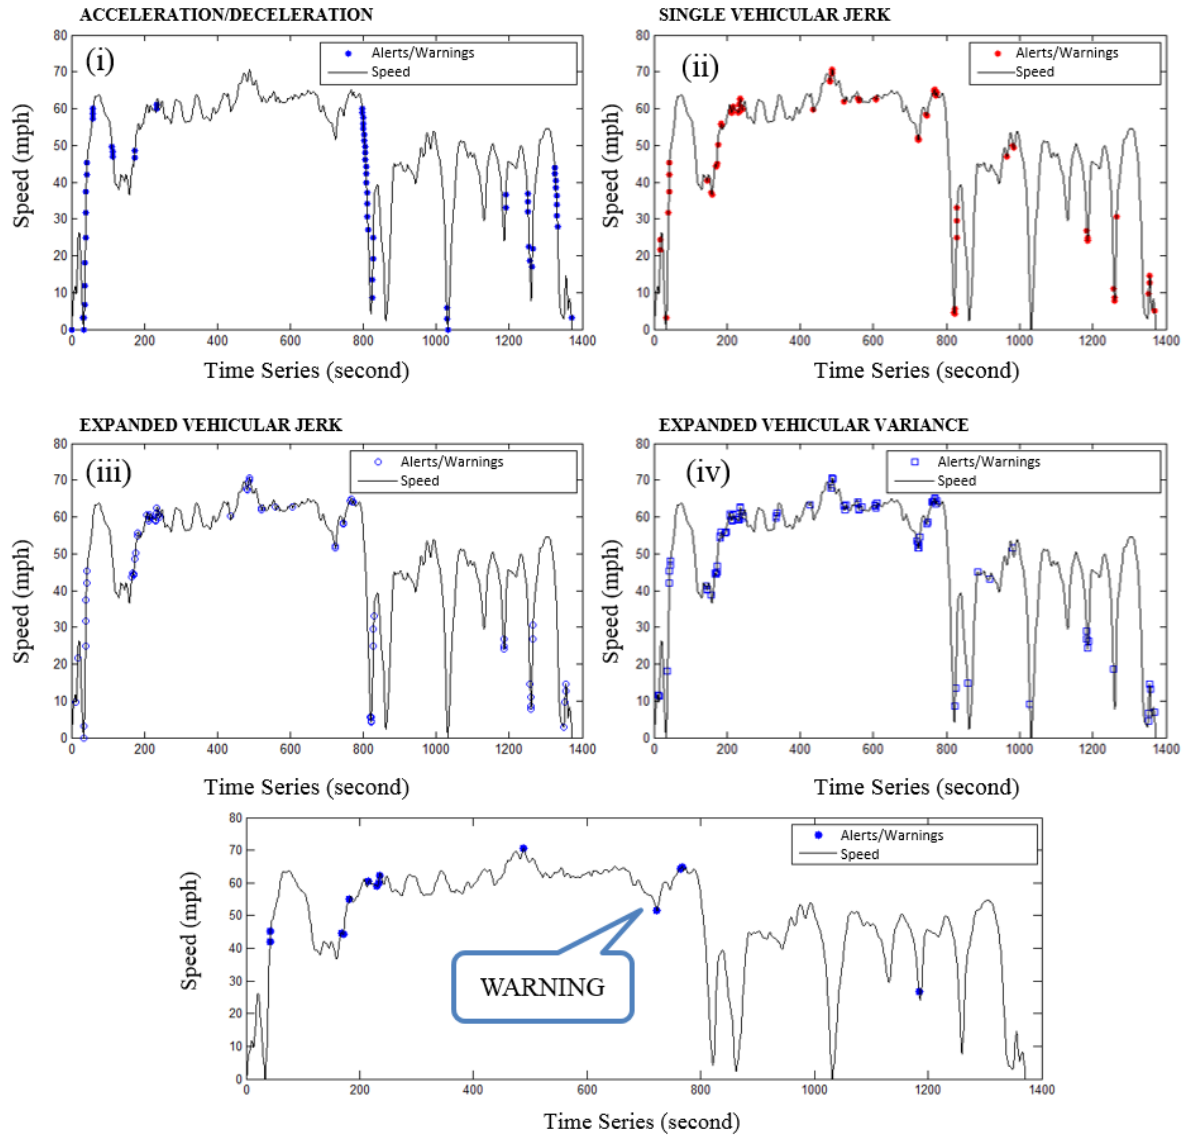 ACCELERATION/DECELERATION
(i)
Alerts/Warnings
Speed
80
70
60
50
40
30
20
10
0
Speed (mph)
0 200 400 600 800 1000 1200 1400
Time Series (second)
SINGLE VEHICULAR JERK
(ii)
Alerts/Warnings
Speed
80
70
60
50
40
30
20
10
0
Speed (mph)
0 200 400 600 800 1000 1200 1400
Time Series (second)
EXPANDED VEHICULAR JERK
(iii)
Alerts/Warnings
Speed
80
70
60
50
40
30
20
10
0
Speed (mph)
0 200 400 600 800 1000 1200 1400
Time Series (second)
EXPANDED VEHICULAR VARIANCE
(iv)
Alerts/Warnings
Speed
80
70
60
50
40
30
20
10
0
Speed (mph)
0 200 400 600 800 1000 1200 1400
Time Series (second)
Alerts/Warnings
Speed
80
70
60
50
40
30
20
10
0
Speed (mph)
WARNING
0 200 400 600 800 1000 1200 1400
Time Series (second)